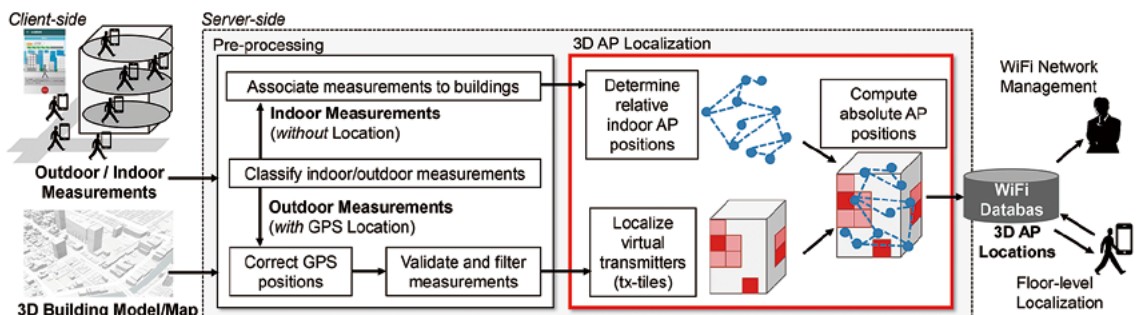 Client-side
Server-side
Pre-processing
3D AP Localization
Associate measurements to buildings
Indoor Measurements
(without Location)
Classify indoor/outdoor measurements
Outdoor Measurements
(with GPS Location)
Correct GPS
positions
Validate and filter
measurements
Outdoor / Indoor
Measurements
3D Building Model/Map
Determine
relative
indoor AP
positions
Compute
absolute AP
positions
Localize
virtual
transmitters
(tx-tiles)
WiFi Network
Management
WiFi
Databas
3D AP
Locations
Floor-level
Localization